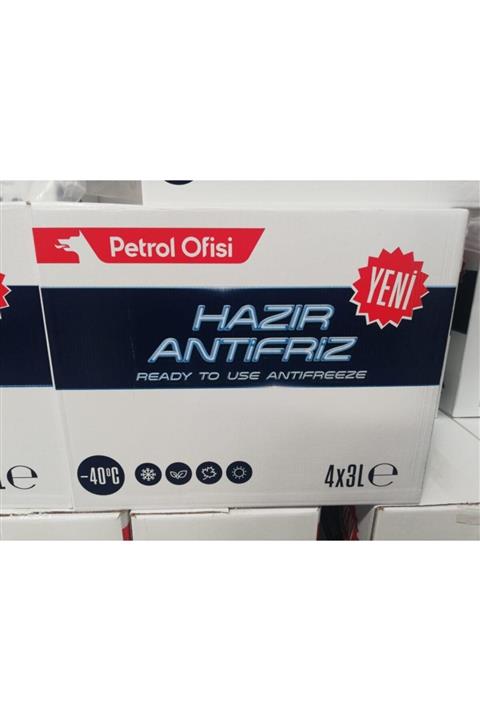 Petrol Ofisi
YENİ
HAZIR
ANTİFRİZ
READY TO USE ANTIFREEZE
-40°C
4x3L℮
L℮